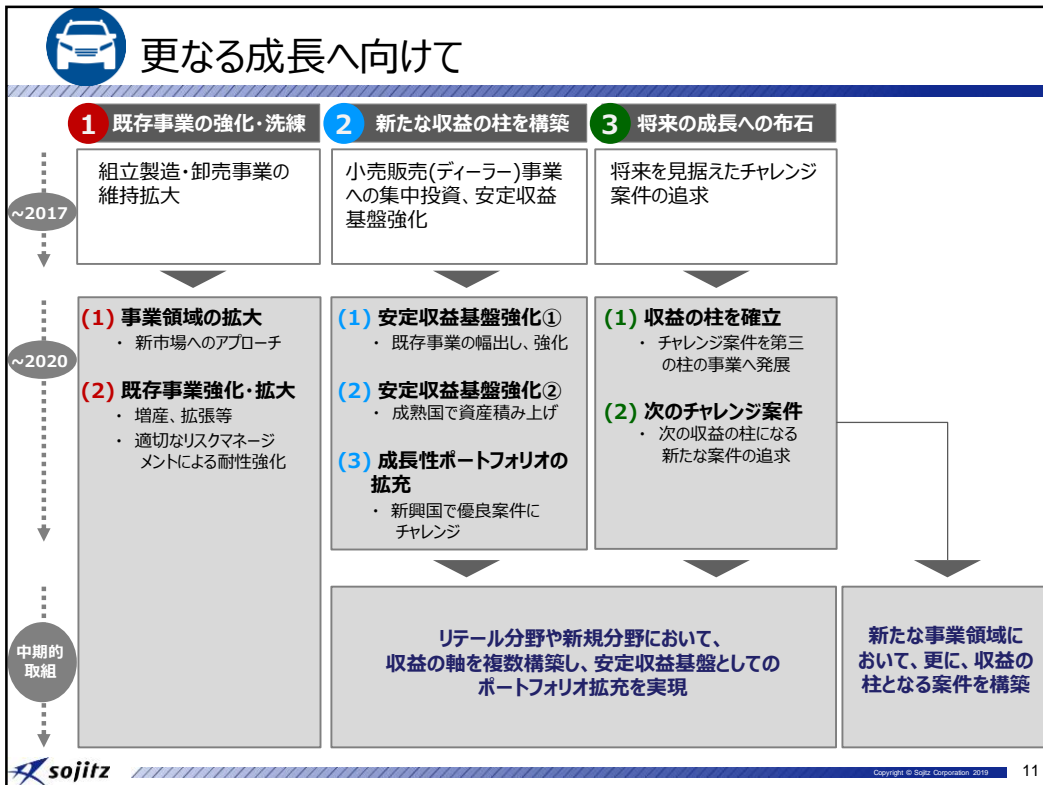 更なる成長へ向けて
1 既存事業の強化・洗練
2 新たな収益の柱を構築
3 将来の成長への布石
~2017
組立製造・卸売事業の
維持拡大
小売販売(ディーラー)事業
への集中投資、安定収益
基盤強化
将来を見据えたチャレンジ
案件の追求
~2020
(1) 事業領域の拡大
・ 新市場へのアプローチ
(2) 既存事業強化・拡大
・ 増産、拡張等
・ 適切なリスクマネージ
メントによる耐性強化
(1) 安定収益基盤強化①
・ 既存事業の幅出し、強化
(2) 安定収益基盤強化②
・ 成熟国で資産積み上げ
(3) 成長性ポートフォリオの
拡充
・ 新興国で優良案件に
チャレンジ
(1) 収益の柱を確立
・ チャレンジ案件を第三
の柱の事業へ発展
(2) 次のチャレンジ案件
・ 次の収益の柱になる
新たな案件の追求
中期的
取組
リテール分野や新規分野において、
収益の軸を複数構築し、安定収益基盤としての
ポートフォリオ拡充を実現
新たな事業領域に
おいて、更に、収益の
柱となる案件を構築
sojitz
Copyright © Sojitz Corporation 2019
11